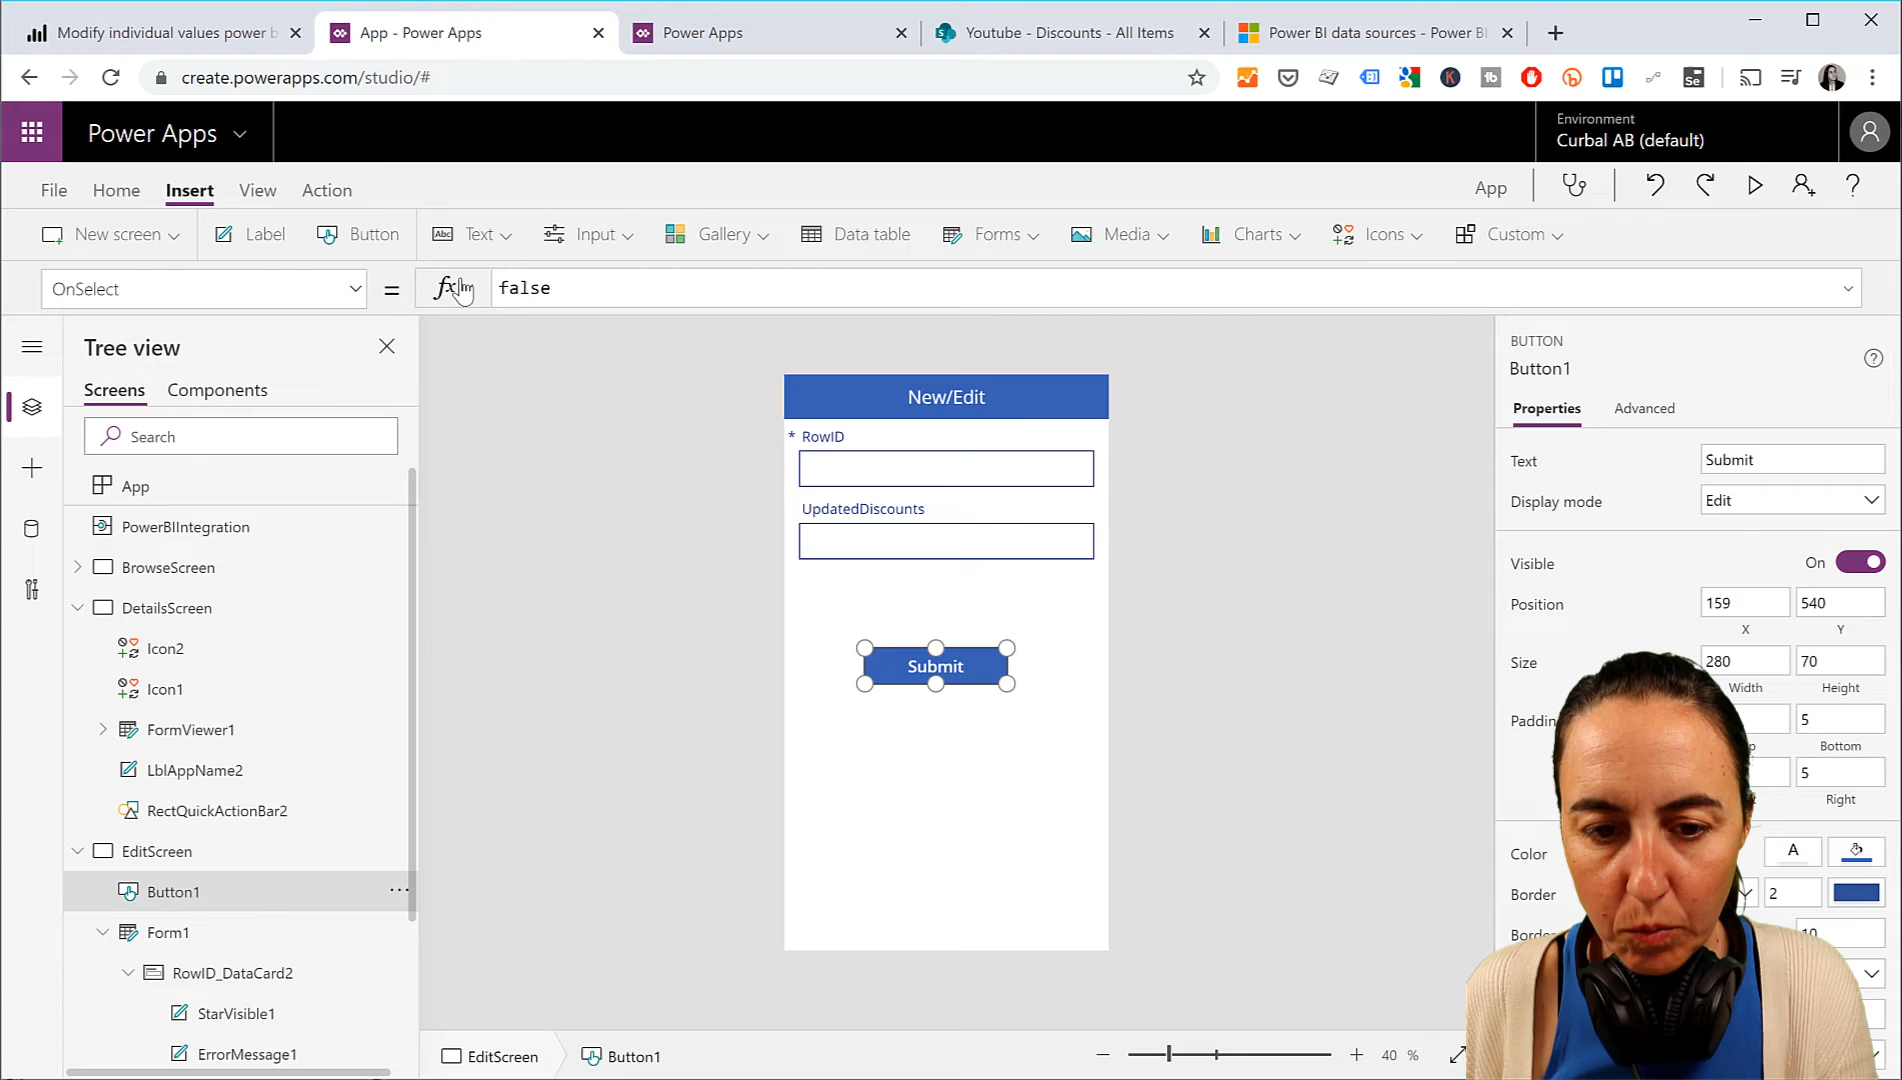 Modify individual values power b
App - Power Apps
Power Apps
Youtube - Discounts - All Items
Power BI data sources - Power BI
create.powerapps.com/studio/#
Power Apps
Environment
Curbal AB (default)
File
Home
Insert
View
Action
App
New screen
Label
Button
Text
Input
Gallery
Data table
Forms
Media
Charts
Icons
Custom
OnSelect
=
fx
false
Tree view
Screens
Components
Search
App
PowerBIIntegration
BrowseScreen
DetailsScreen
Icon2
Icon1
FormViewer1
LblAppName2
RectQuickActionBar2
EditScreen
Button1
Form1
RowID_DataCard2
StarVisible1
ErrorMessage1
New/Edit
* RowID
UpdatedDiscounts
Submit
EditScreen
Button1
40 %
BUTTON
Button1
Properties
Advanced
Text
Submit
Display mode
Edit
Visible
On
Position
159
540
X
Y
Size
280
70
Width
Height
5
Bottom
5
Right
Color
A
Border
2
10